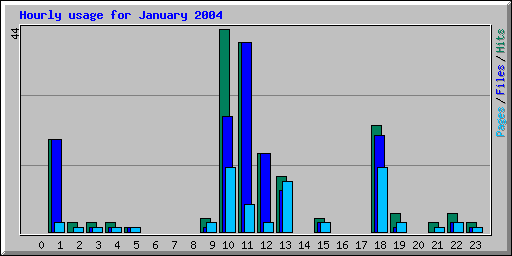 Hourly usage for January 2004
44
Pages/Files/Hits
0 1 2 3 4 5 6 7 8 9 10 11 12 13 14 15 16 17 18 19 20 21 22 23